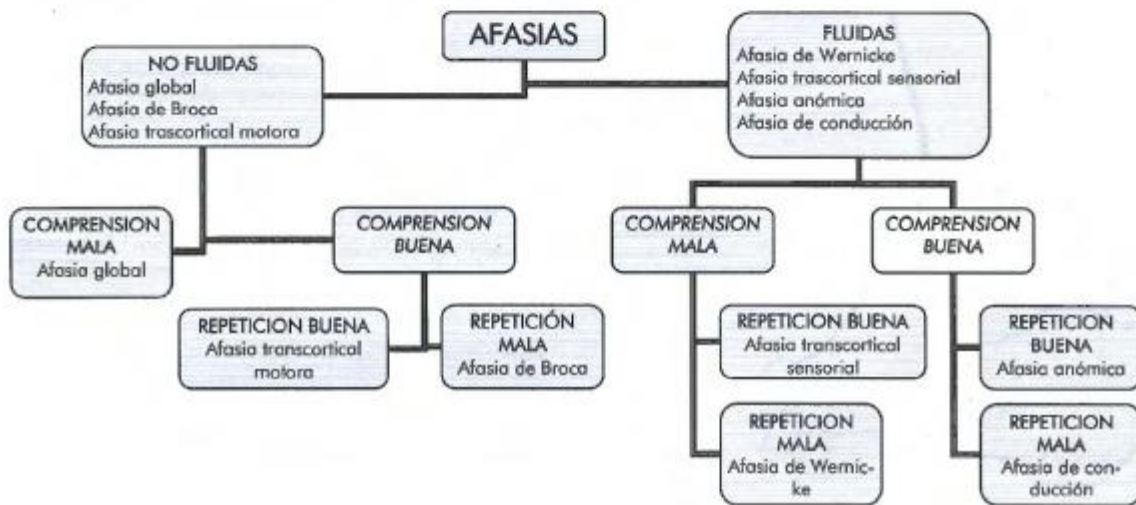 AFASIAS
NO FLUIDAS
Afasia global
Afasia de Broca
Afasia trascortical motora
FLUIDAS
Afasia de Wernicke
Afasia trascortical sensorial
Afasia anómica
Afasia de conducción
COMPRENSION
MALA
Afasia global
COMPRENSION
BUENA
REPETICION BUENA
Afasia transcortical
motora
REPETICIÓN
MALA
Afasia de Broca
COMPRENSION
MALA
COMPRENSION
BUENA
REPETICION BUENA
Afasia transcortical
sensorial
REPETICION
MALA
Afasia de Wernic-
ke
REPETICION
BUENA
Afasia anómica
REPETICION
MALA
Afasia de con-
ducción